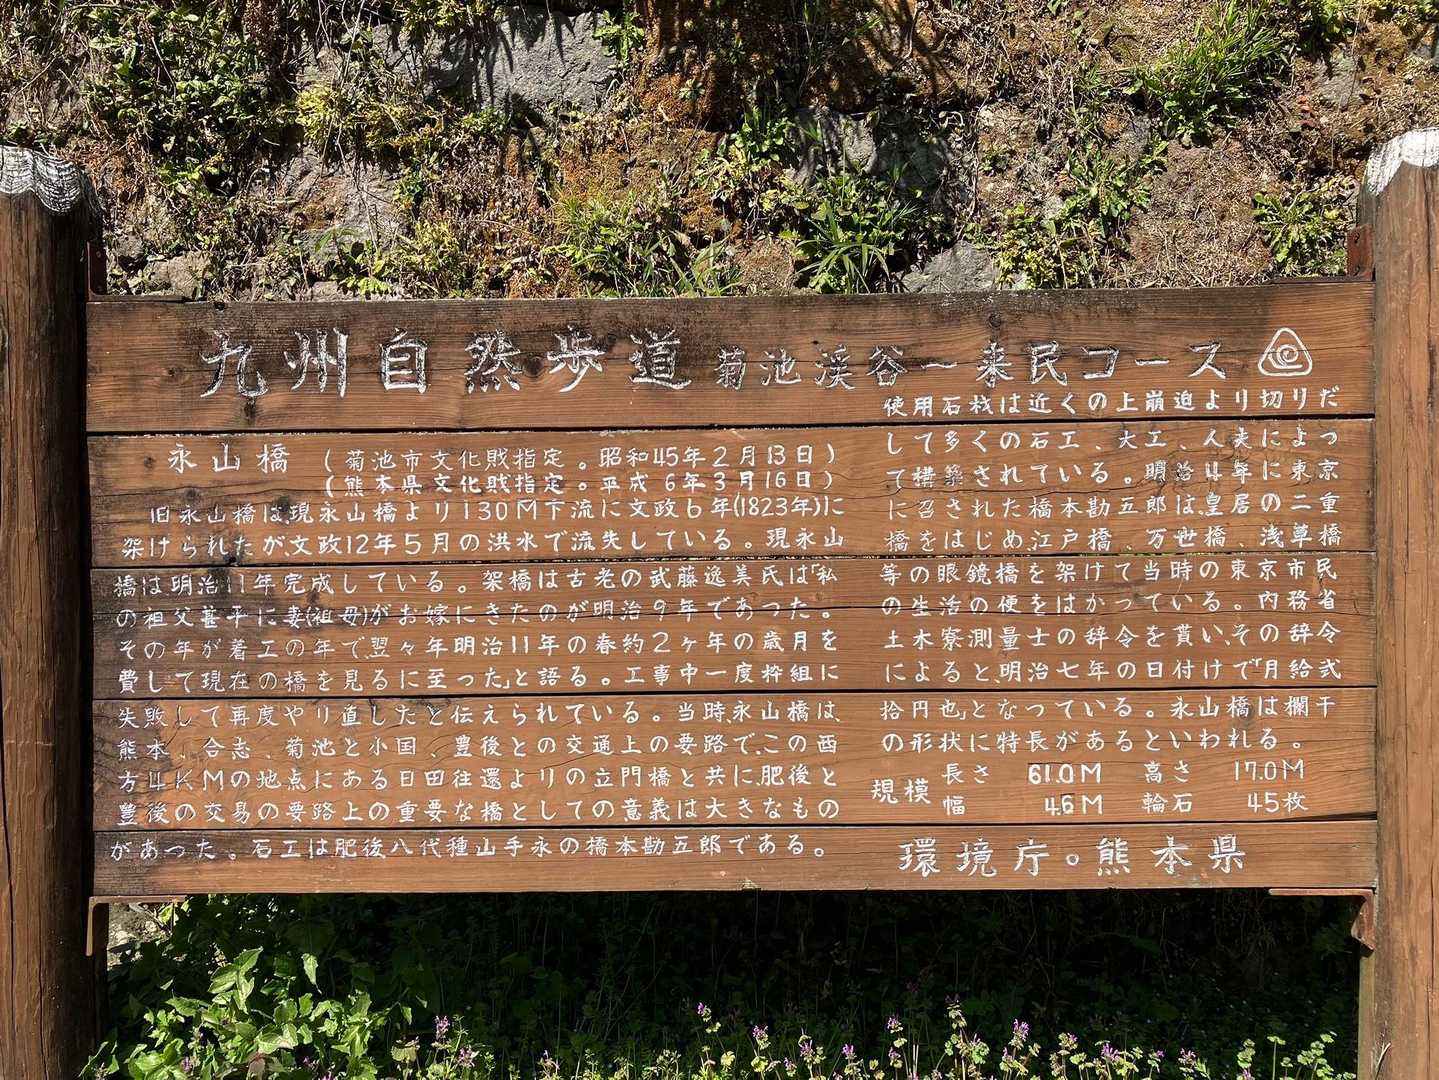 九州自然歩道 菊池渓谷ー来民コース
永山橋 (菊池市文化財指定。昭和45年2月13日)
(熊本県文化財指定。平成6年3月16日)
旧永山橋は、現永山橋より130M下流に文政6年(1823年)に
架けられたが、文政12年5月の洪水で流失している。現永山
橋は明治11年完成している。架橋は古老の武藤逸美氏は「私
の祖父甚平に妻(祖母)がお嫁にきたのが明治9年であった。
その年が着工の年で、翌々年明治11年の春約2ヶ年の歳月を
費して現在の橋を見るに至った」と語る。工事中一度枠組に
失敗して再度やり直したと伝えられている。当時、永山橋は、
熊本、合志、菊池と小国、豊後との交通上の要路で、この西
方4KMの地点にある日田往還よりの立門橋と共に、肥後と
豊後の交易の要路上の重要な橋としての意義は大きなもの
があった。石工は肥後八代種山手永の橋本勘五郎である。
使用石材は近くの上崩迫より切りだ
して多くの石工、大工、人夫によっ
て構築されている。明治4年に東京
に召された橋本勘五郎は、皇居の二重
橋をはじめ、江戸橋、万世橋、浅草橋
等の眼鏡橋を架けて当時の東京市民
の生活の便をはかっている。内務省
土木寮測量士の辞令を貰い、その辞令
によると、明治七年の日付けで「月給弐
拾円也」となっている。永山橋は欄干
の形状に特長があるといわれる。
規模 長さ 61.0M 高さ 17.0M
幅 4.6M 輪石 45枚
環境庁。熊本県